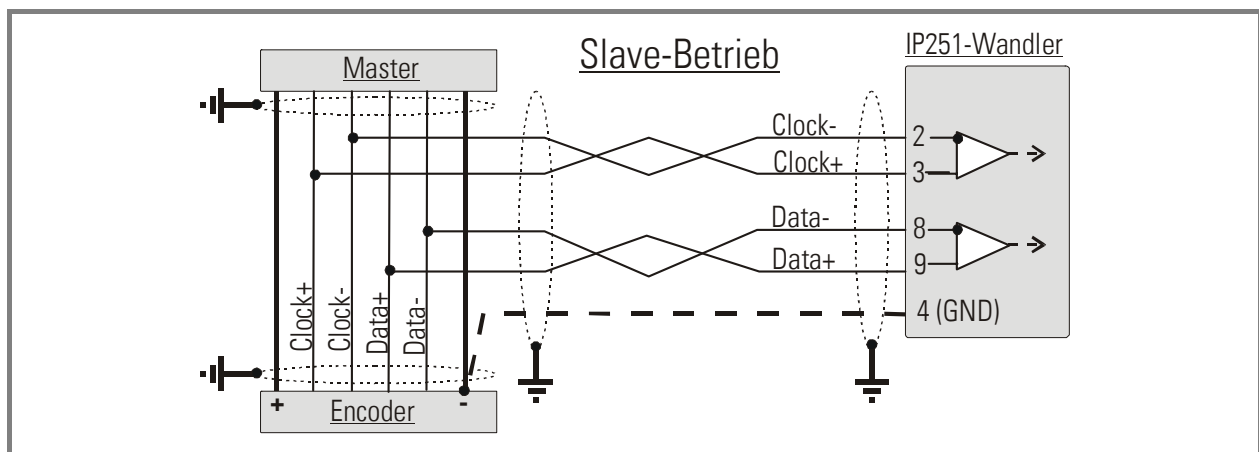 Slave-Betrieb
IP251-Wandler
Master
Clock-
2
Clock+
3
Data-
8
Data+
9
4 (GND)
Clock+
Clock-
Data+
Data-
+
-
Encoder